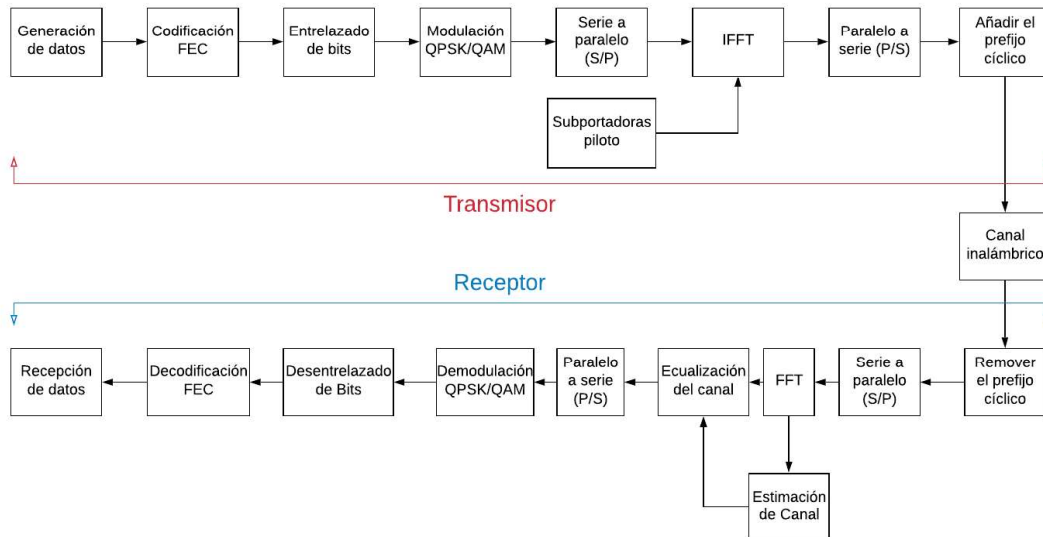 Generación
de datos
Codificación
FEC
Entrelazado
de bits
Modulación
QPSK/QAM
Serie a
paralelo
(S/P)
IFFT
Paralelo a
serie (P/S)
Añadir el
prefijo
cíclico
Subportadoras
piloto
Transmisor
Canal
inalámbrico
Receptor
Recepción
de datos
Decodificación
FEC
Desentrelazado
de Bits
Demodulación
QPSK/QAM
Paralelo
a serie
(P/S)
Ecualización
del canal
FFT
Serie a
paralelo
(S/P)
Remover
el prefijo
cíclico
Estimación
de Canal